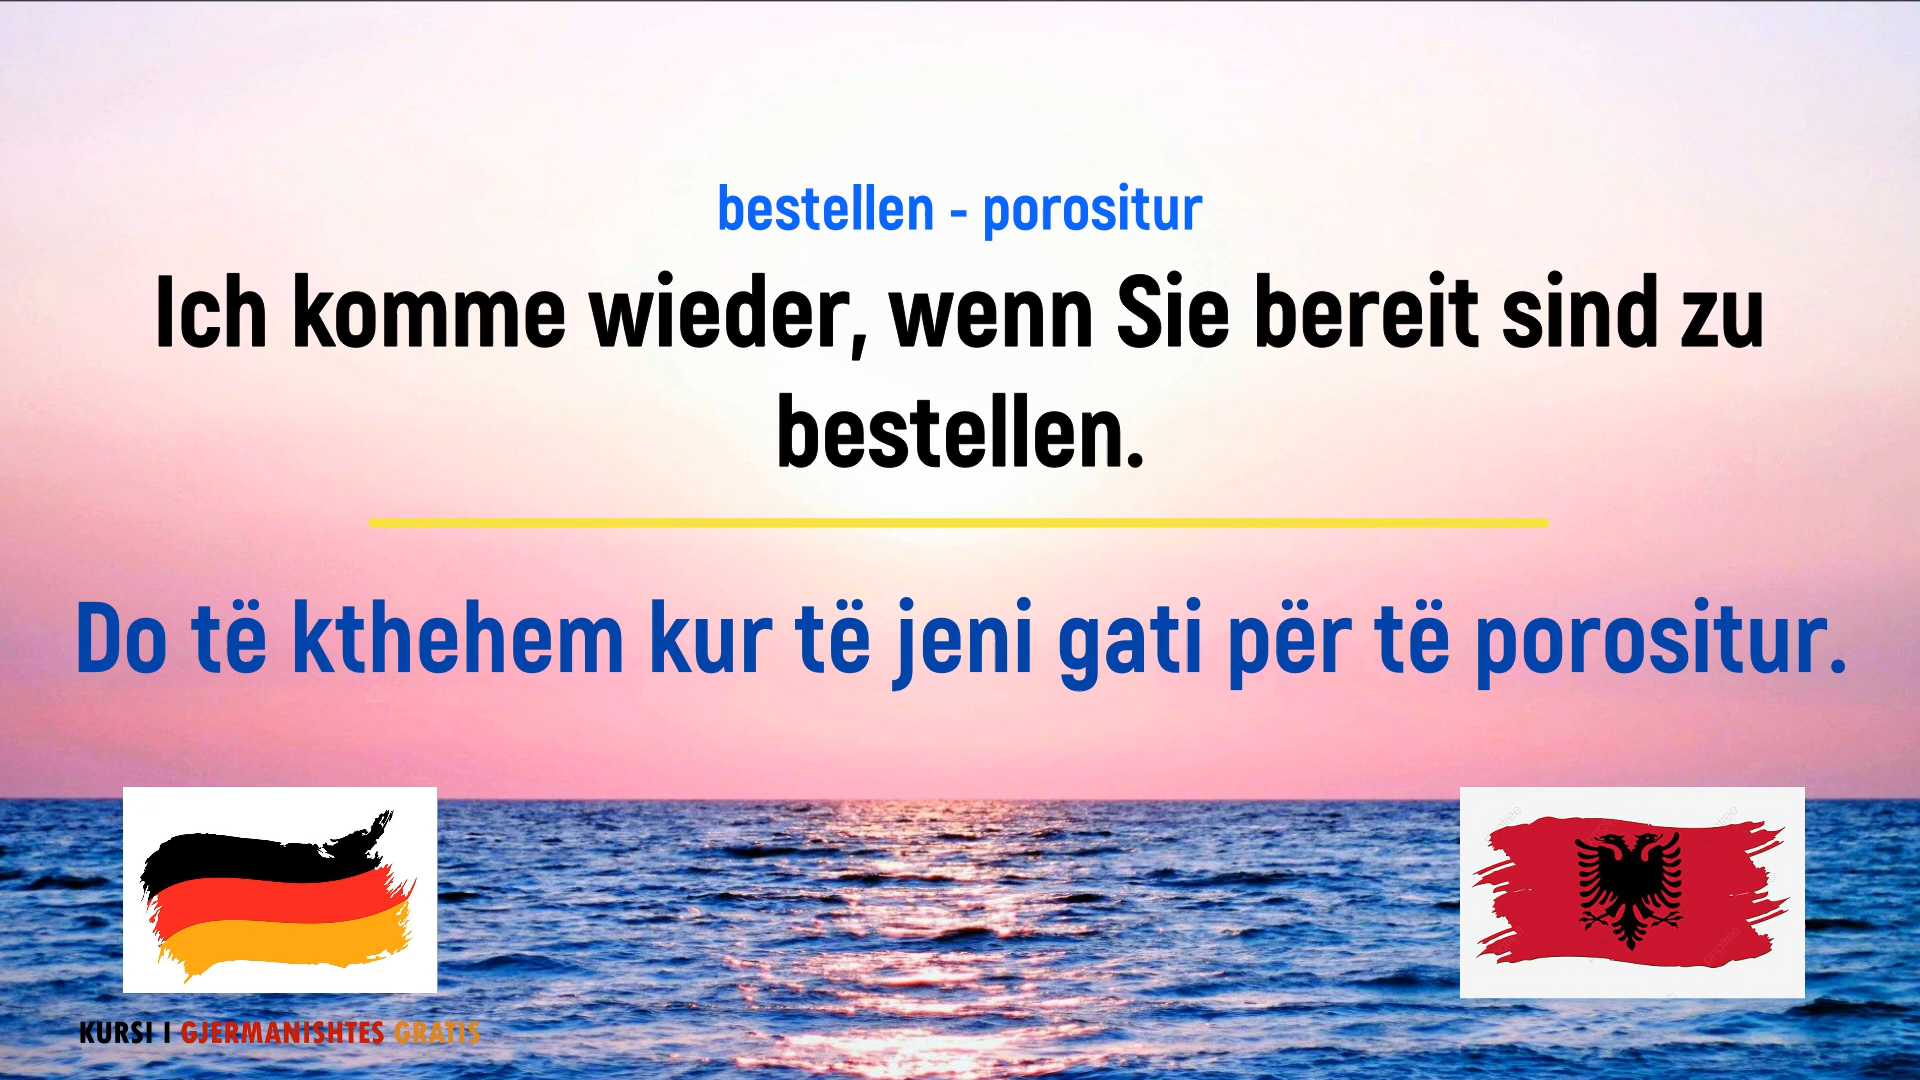 bestellen - porositur
Ich komme wieder, wenn Sie bereit sind zu
bestellen.
Do të kthehem kur të jeni gati për të porositur.
KURSI I GJERMANISHTES GRATIS